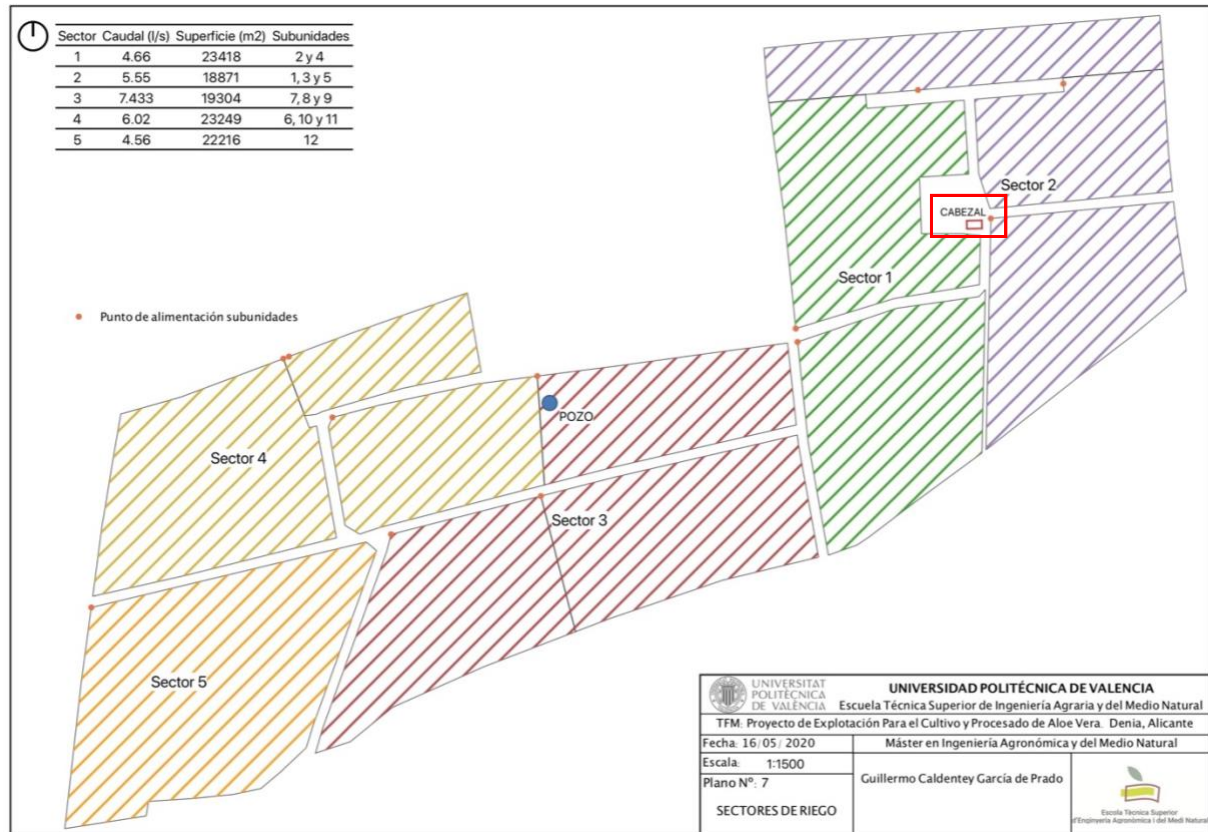 Sector Caudal (l/s) Superficie (m2) Subunidades
1 4.66 23418 2 y 4
2 5.55 18871 1, 3 y 5
3 7.433 19304 7, 8 y 9
4 6.02 23249 6, 10 y 11
5 4.56 22216 12
Sector 2
CABEZAL
Sector 1
Punto de alimentación subunidades
POZO
Sector 4
Sector 3
Sector 5
UNIVERSITAT
POLITÈCNICA
DE VALÈNCIA
UNIVERSIDAD POLITÉCNICA DE VALENCIA
Escuela Técnica Superior de Ingeniería Agraria y del Medio Natural
TFM: Proyecto de Explotación Para el Cultivo y Procesado de Aloe Vera. Denia, Alicante
Fecha: 16/05/2020
Máster en Ingeniería Agronómica y del Medio Natural
Escala: 1:1500
Plano Nº: 7
Guillermo Caldentey García de Prado
SECTORES DE RIEGO
Escola Tècnica Superior
d'Enginyeria Agronòmica i del Medi Natural